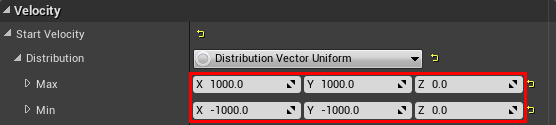 Velocity
Start Velocity
Distribution Distribution Vector Uniform
Max X 1000.0 Y 1000.0 Z 0.0
Min X -1000.0 Y -1000.0 Z 0.0